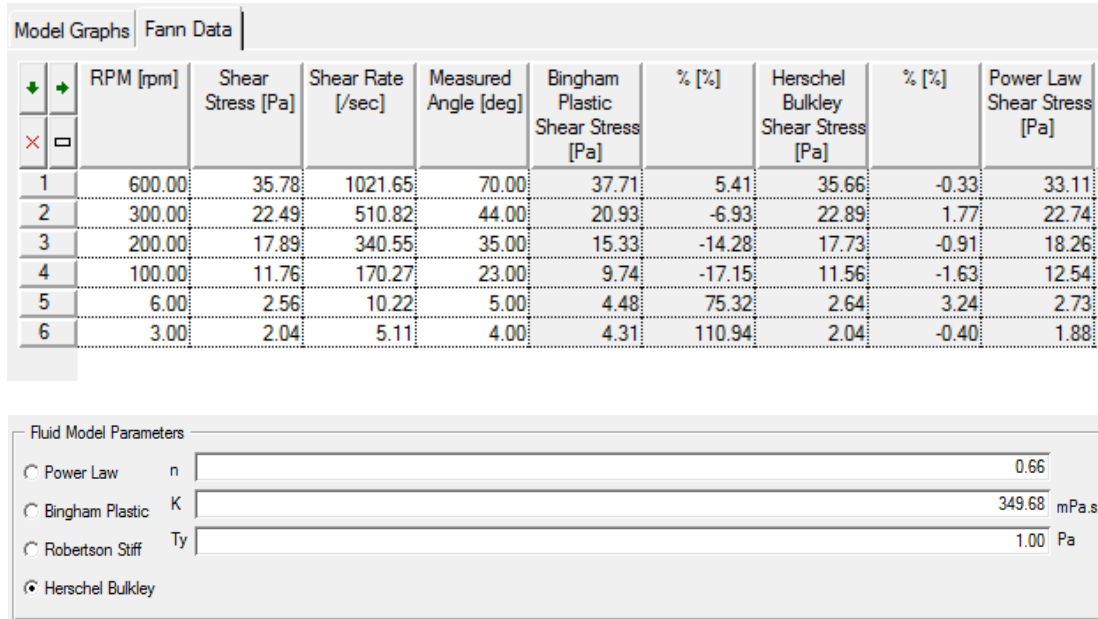 Model Graphs Fann Data
RPM [rpm] Shear Stress [Pa] Shear Rate [/sec] Measured Angle [deg] Bingham Plastic Shear Stress [Pa] % [%] Herschel Bulkley Shear Stress [Pa] % [%] Power Law Shear Stress [Pa]
1 600.00 35.78 1021.65 70.00 37.71 5.41 35.66 -0.33 33.11
2 300.00 22.49 510.82 44.00 20.93 -6.93 22.89 1.77 22.74
3 200.00 17.89 340.55 35.00 15.33 -14.28 17.73 -0.91 18.26
4 100.00 11.76 170.27 23.00 9.74 -17.15 11.56 -1.63 12.54
5 6.00 2.56 10.22 5.00 4.48 75.32 2.64 3.24 2.73
6 3.00 2.04 5.11 4.00 4.31 110.94 2.04 -0.40 1.88
Fluid Model Parameters
Power Law n 0.66
Bingham Plastic K 349.68 mPa.s
Robertson Stiff Ty 1.00 Pa
Herschel Bulkley